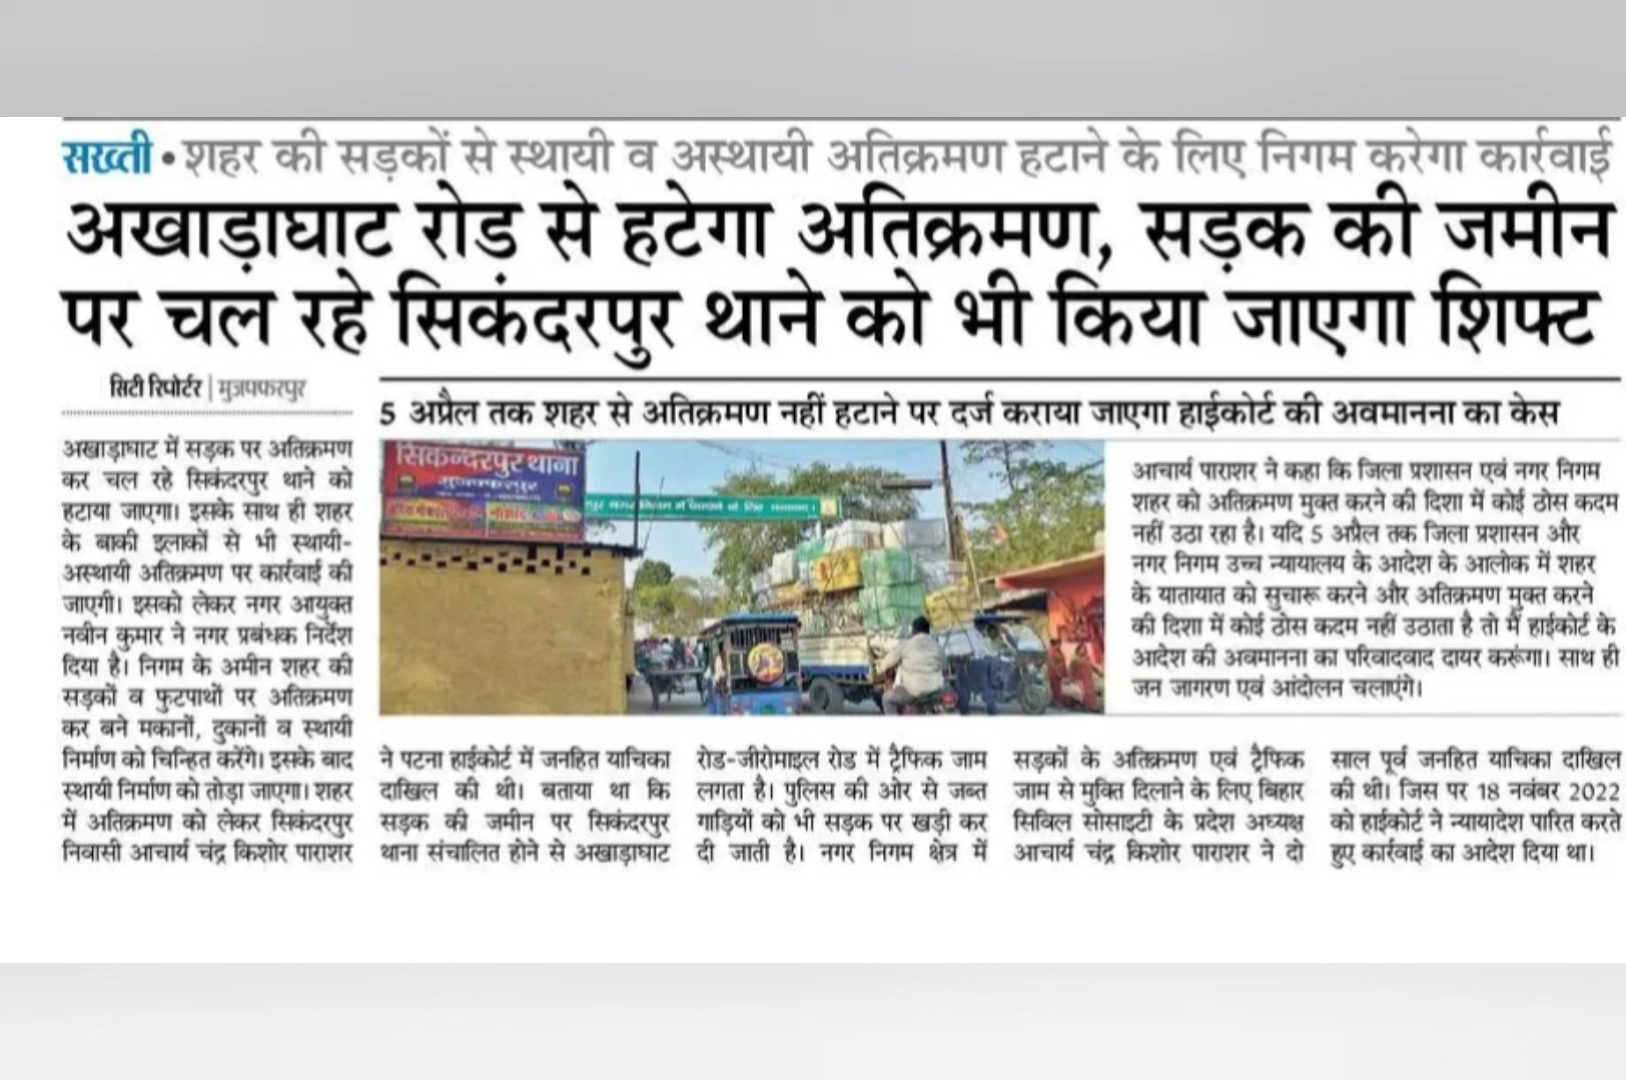 सख्ती • शहर की सड़कों से स्थायी व अस्थायी अतिक्रमण हटाने के लिए निगम करेगा कार्रवाई
अखाड़ाघाट रोड से हटेगा अतिक्रमण, सड़क की जमीन
पर चल रहे सिकंदरपुर थाने को भी किया जाएगा शिफ्ट
सिटी रिपोर्टर | मुजफ्फरपुर
अखाड़ाघाट में सड़क पर अतिक्रमण
कर चल रहे सिकंदरपुर थाने को
हटाया जाएगा। इसके साथ ही शहर
के बाकी इलाकों से भी स्थायी-
अस्थायी अतिक्रमण पर कार्रवाई की
जाएगी। इसको लेकर नगर आयुक्त
नवीन कुमार ने नगर प्रबंधक निर्देश
दिया है। निगम के अमीन शहर की
सड़कों व फुटपाथों पर अतिक्रमण
कर बने मकानों, दुकानों व स्थायी
निर्माण को चिन्हित करेंगे। इसके बाद
स्थायी निर्माण को तोड़ा जाएगा। शहर
में अतिक्रमण को लेकर सिकंदरपुर
निवासी आचार्य चंद्र किशोर पाराशर
5 अप्रैल तक शहर से अतिक्रमण नहीं हटाने पर दर्ज कराया जाएगा हाईकोर्ट की अवमानना का केस
सिकन्दरपुर थाना
मुजफ्फरपुर
आचार्य पाराशर ने कहा कि जिला प्रशासन एवं नगर निगम
शहर को अतिक्रमण मुक्त करने की दिशा में कोई ठोस कदम
नहीं उठा रहा है। यदि 5 अप्रैल तक जिला प्रशासन और
नगर निगम उच्च न्यायालय के आदेश के आलोक में शहर
के यातायात को सुचारू करने और अतिक्रमण मुक्त करने
की दिशा में कोई ठोस कदम नहीं उठाता है तो मैं हाईकोर्ट के
आदेश की अवमानना का परिवादवाद दायर करूंगा। साथ ही
जन जागरण एवं आंदोलन चलाएंगे।
ने पटना हाईकोर्ट में जनहित याचिका
दाखिल की थी। बताया था कि
सड़क की जमीन पर सिकंदरपुर
थाना संचालित होने से अखाड़ाघाट
रोड-जीरोमाइल रोड में ट्रैफिक जाम
लगता है। पुलिस की ओर से जब्त
गाड़ियों को भी सड़क पर खड़ी कर
दी जाती है। नगर निगम क्षेत्र में
सड़कों के अतिक्रमण एवं ट्रैफिक
जाम से मुक्ति दिलाने के लिए बिहार
सिविल सोसाइटी के प्रदेश अध्यक्ष
आचार्य चंद्र किशोर पाराशर ने दो
साल पूर्व जनहित याचिका दाखिल
की थी। जिस पर 18 नवंबर 2022
को हाईकोर्ट ने न्यायादेश पारित करते
हुए कार्रवाई का आदेश दिया था।